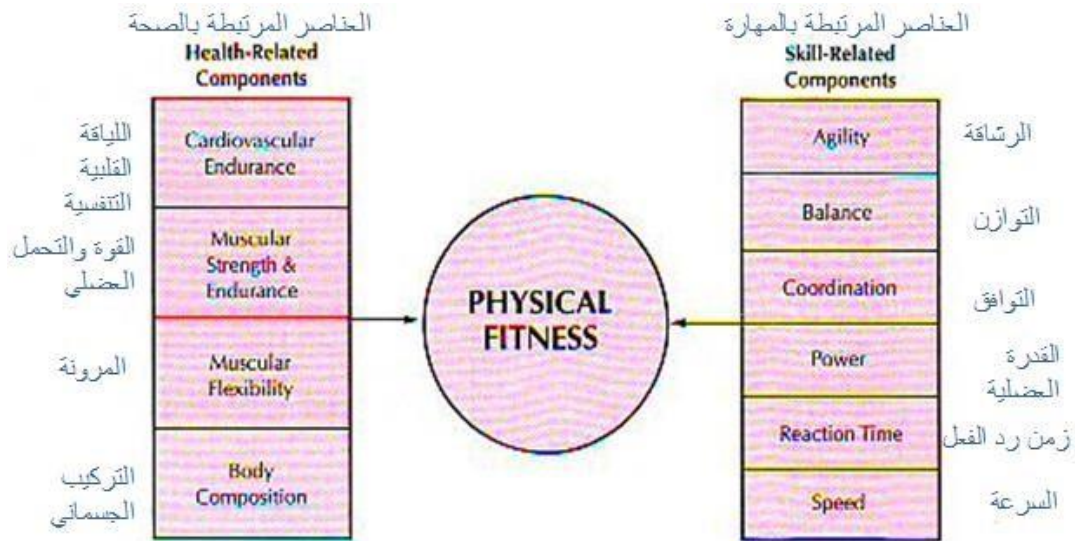 العناصر المرتبطة بالصحة
Health-Related
Components
اللياقة
القلبية
التنفسية
Cardiovascular
Endurance
القوة والتحمل
العضلي
Muscular
Strength &
Endurance
المرونة
Muscular
Flexibility
التركيب
الجسماني
Body
Composition
PHYSICAL
FITNESS
العناصر المرتبطة بالمهارة
Skill-Related
Components
Agility
الرشاقة
Balance
التوازن
Coordination
التوافق
Power
القدرة
العضلية
Reaction Time
زمن رد الفعل
Speed
السرعة